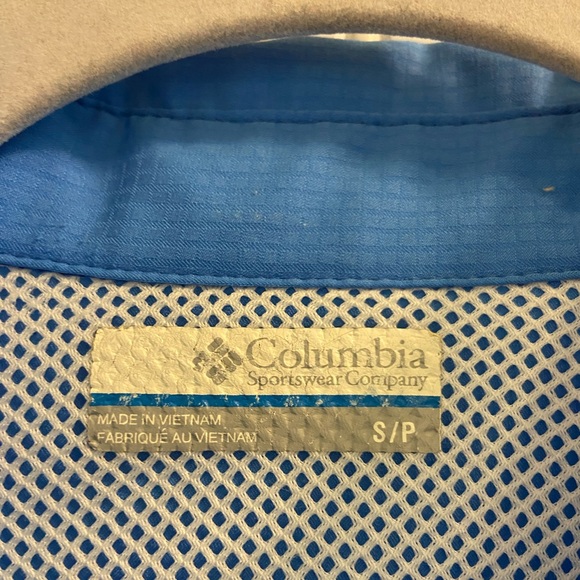 Columbia
Sportswear Company
MADE IN VIETNAM
FABRIQUÉ AU VIETNAM
S/P